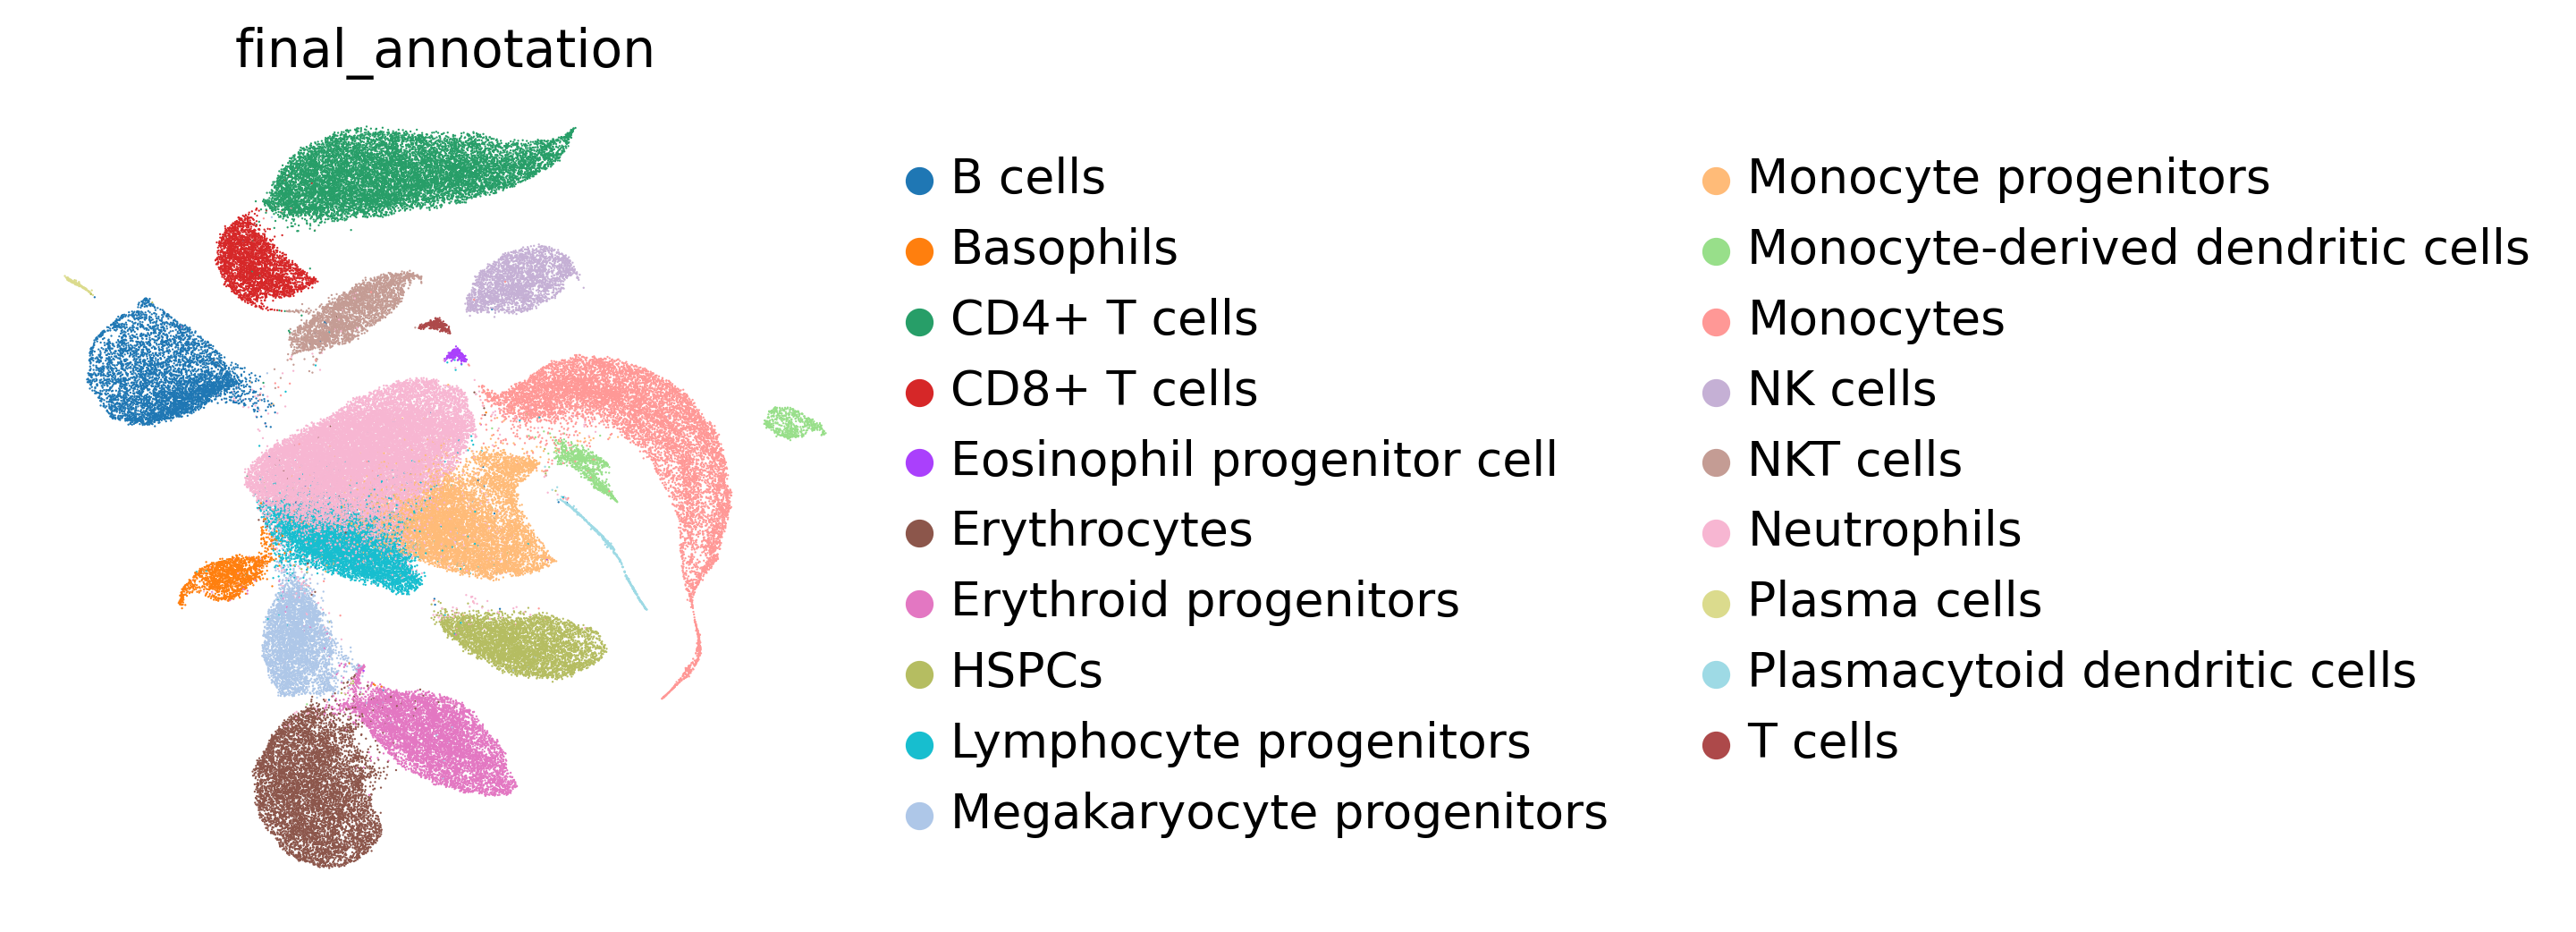 final_annotation
B cells
Basophils
CD4+ T cells
CD8+ T cells
Eosinophil progenitor cell
Erythrocytes
Erythroid progenitors
HSPCs
Lymphocyte progenitors
Megakaryocyte progenitors
Monocyte progenitors
Monocyte-derived dendritic cells
Monocytes
NK cells
NKT cells
Neutrophils
Plasma cells
Plasmacytoid dendritic cells
T cells